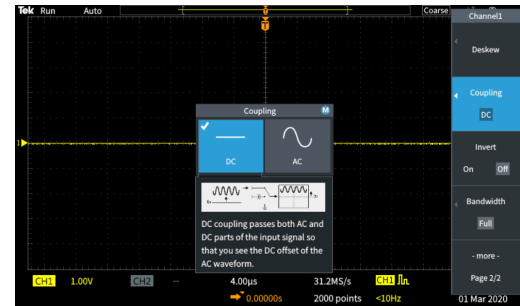 Tek Run Auto Coarse
Channel1
Deskew
Coupling
DC
Invert
On Off
Bandwidth
Full
- more -
Page 2/2
Coupling M
DC AC
DC coupling passes both AC and
DC parts of the input signal so
that you see the DC offset of the
AC waveform.
1
CH1 1.00V CH2 4.00µs 31.2MS/s CH1
0.00000s 2000 points <10Hz 01 Mar 2020